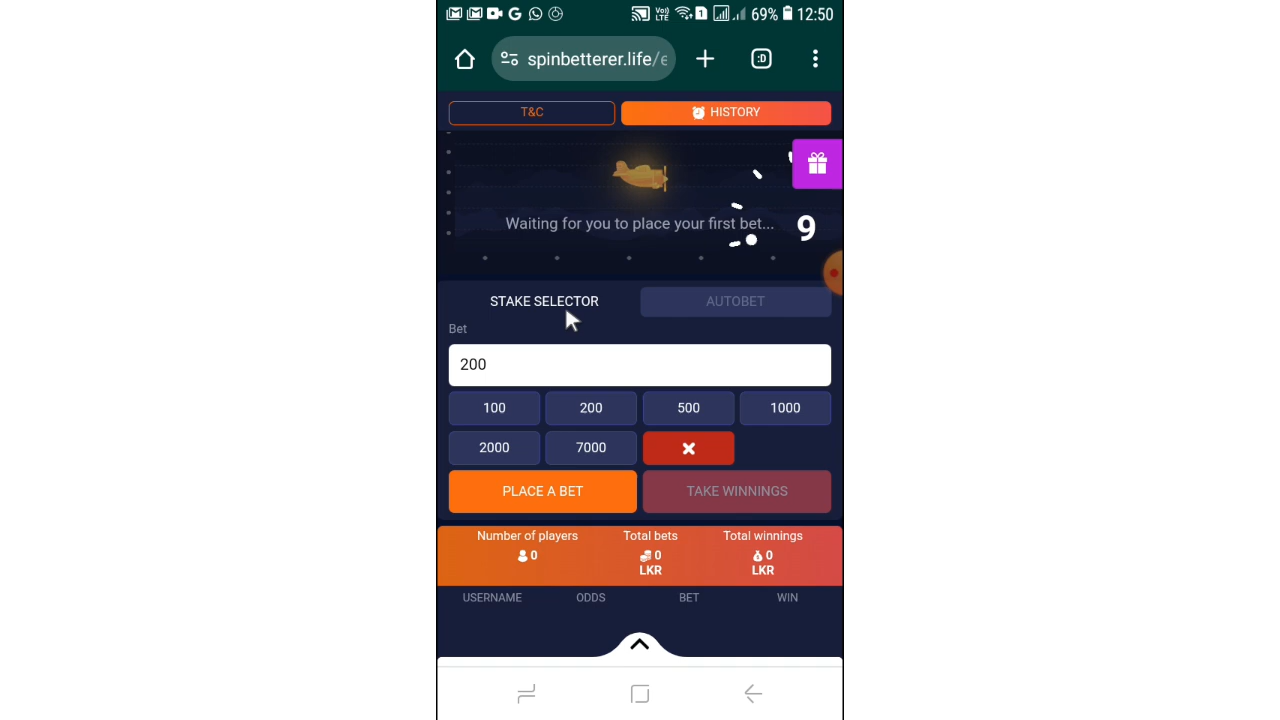 69% 12:50
spinbetterer.life/e
:D
T&C
HISTORY
Waiting for you to place your first bet...
9
STAKE SELECTOR
AUTOBET
Bet
200
100 200 500 1000
2000 7000
PLACE A BET
TAKE WINNINGS
Number of players Total bets Total winnings
0 0 0
LKR LKR
USERNAME ODDS BET WIN